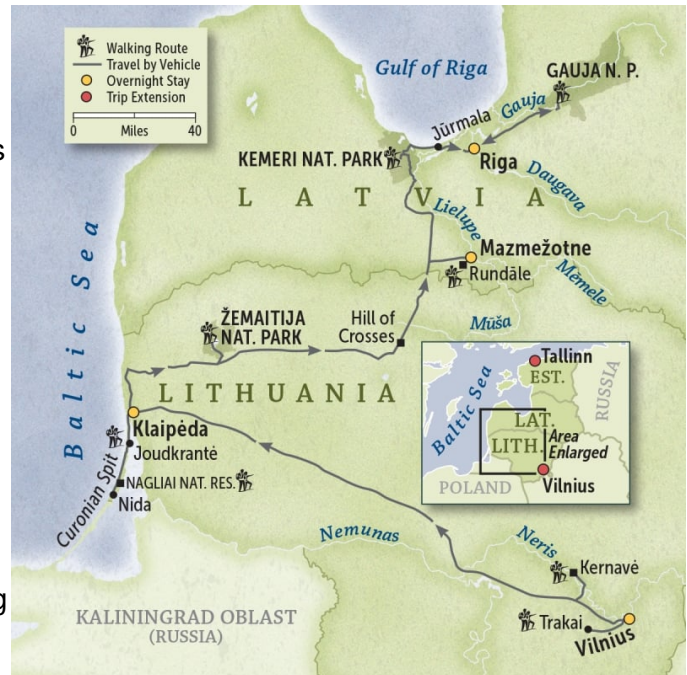 Walking Route
Travel by Vehicle
Overnight Stay
Trip Extension
0 Miles 40
Gulf of Riga
GAUJA N. P.
Gauja
Jūrmala
KEMERI NAT. PARK
Riga
Daugava
LATVIA
Lielupe
Mazmežotne
Rundāle
Mēmele
Baltic Sea
ŽEMAITIJA
NAT. PARK
Hill of
Crosses
Mūša
LITHUANIA
Tallinn
EST.
RUSSIA
Baltic Sea
LAT.
LITH.
Area
Enlarged
POLAND
Vilnius
Klaipėda
Joudkrantė
NAGLIAI NAT. RES.
Nida
Curonian Spit
Nemunas
Neris
Kernavė
Trakai
Vilnius
KALININGRAD OBLAST
(RUSSIA)
s
g